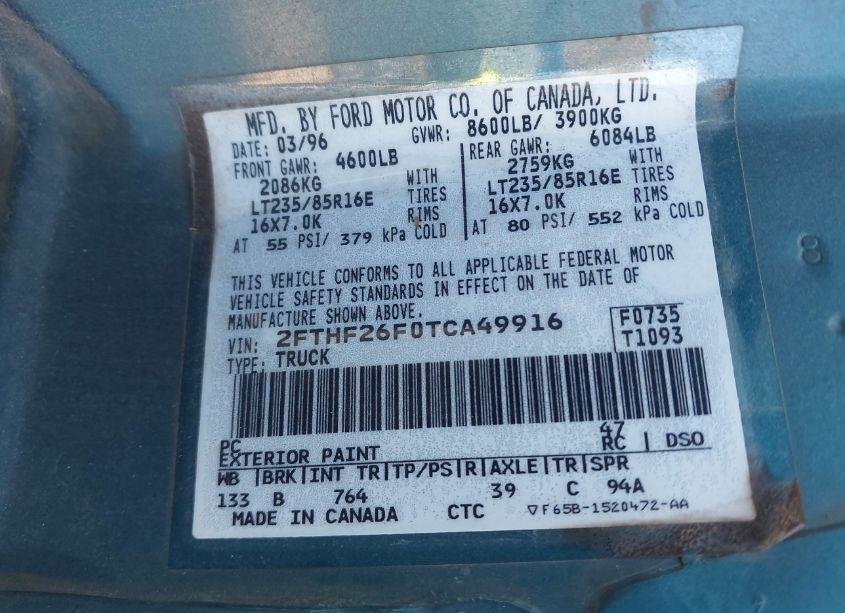 MFD. BY FORD MOTOR CO. OF CANADA, LTD.
DATE: 03/96 GVWR: 8600LB/ 3900KG
FRONT GAWR: 4600LB
2086KG WITH
LT235/85R16E TIRES
16X7.0K RIMS
AT 55 PSI/ 379 kPa COLD
REAR GAWR: 6084LB
2759KG WITH
LT235/85R16E TIRES
16X7.0K RIMS
AT 80 PSI/ 552 kPa COLD
THIS VEHICLE CONFORMS TO ALL APPLICABLE FEDERAL MOTOR
VEHICLE SAFETY STANDARDS IN EFFECT ON THE DATE OF
MANUFACTURE SHOWN ABOVE.
VIN: 2FTHF26F0TCA49916
TYPE: TRUCK
F0735
T1093
PC 47
EXTERIOR PAINT RC | DSO
WB |BRK|INT TR|TP/PS|R|AXLE|TR|SPR
133 B 764 39 C 94A
MADE IN CANADA CTC ▽F65B-1520472-AA